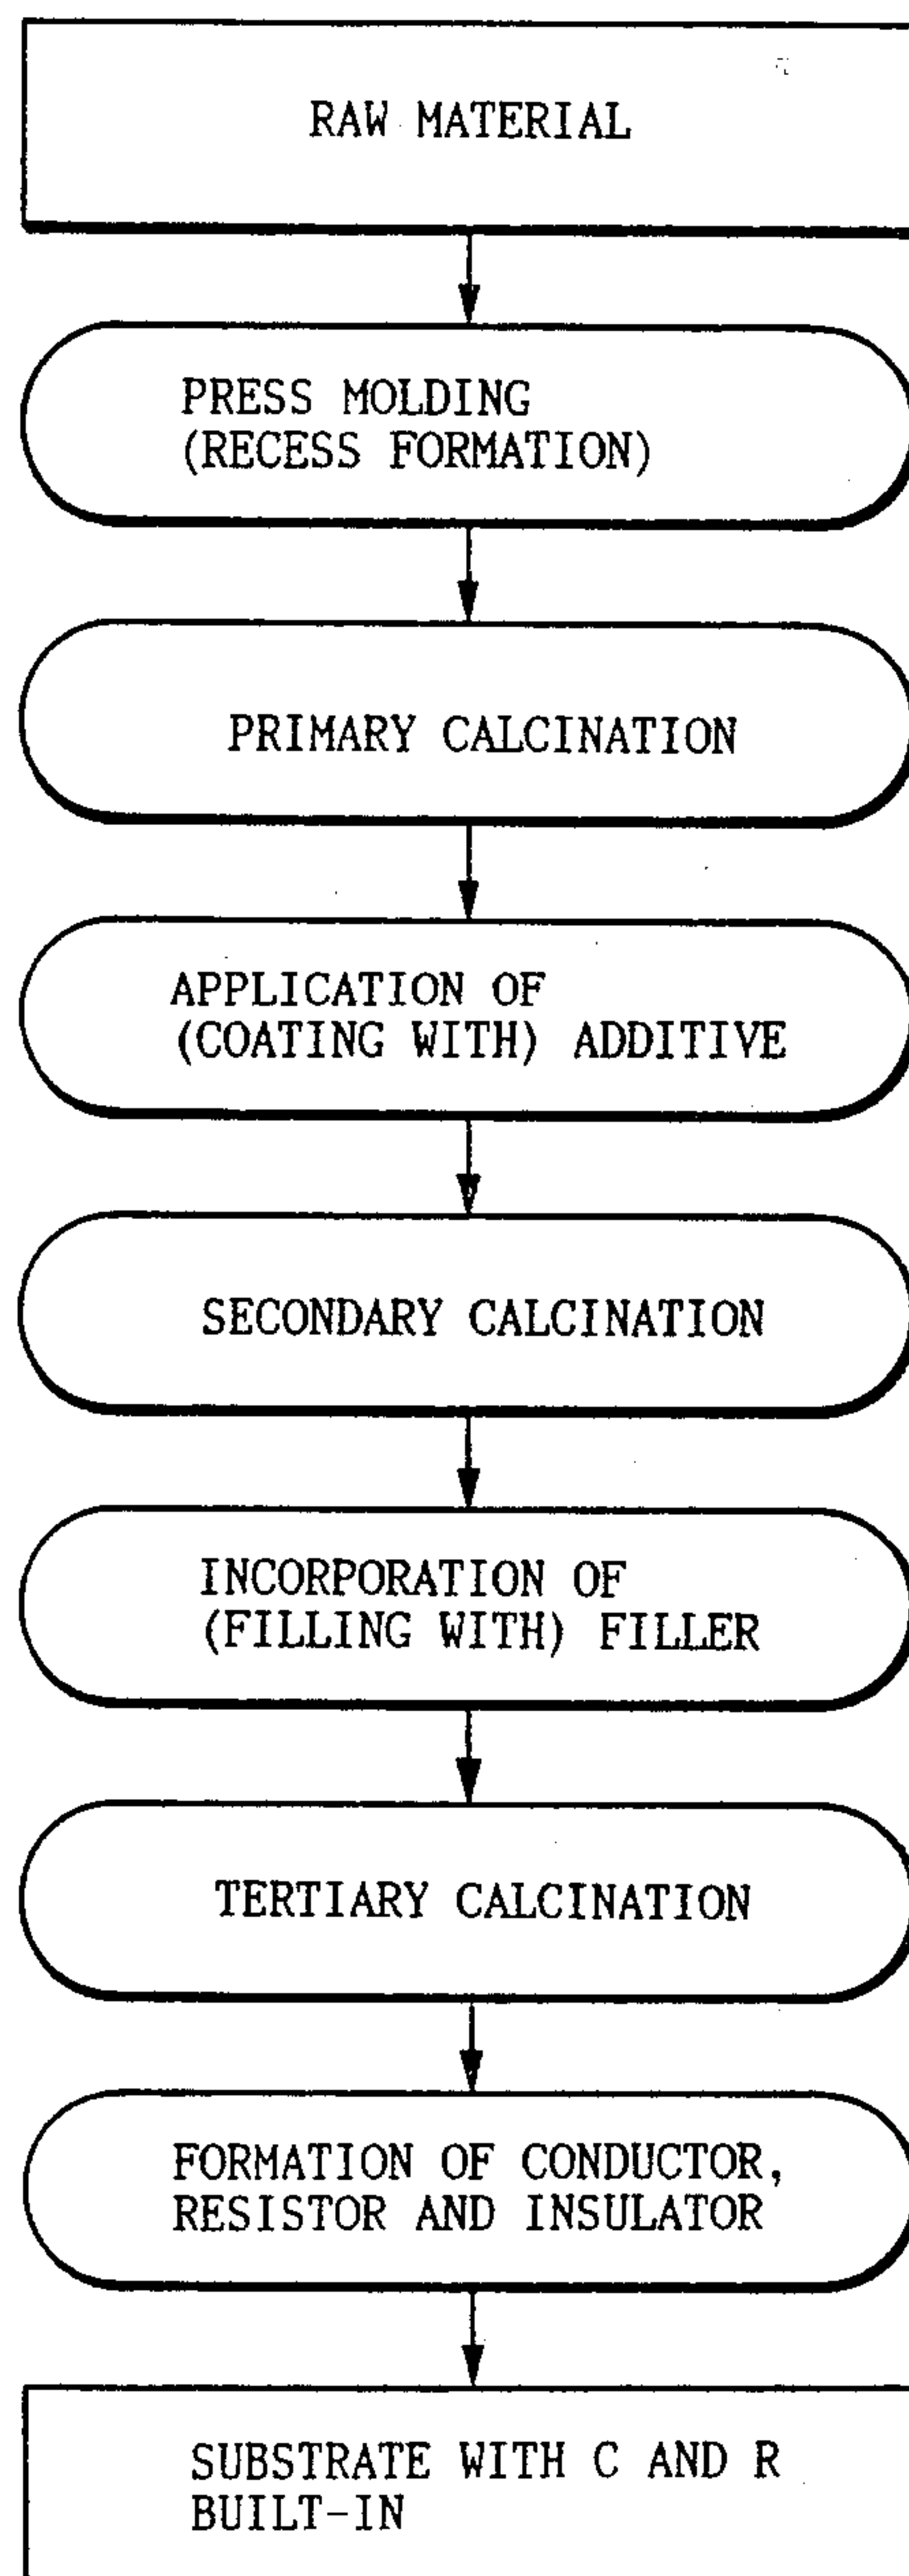 RAW MATERIAL
PRESS MOLDING
(RECESS FORMATION)
PRIMARY CALCINATION
APPLICATION OF
(COATING WITH) ADDITIVE
SECONDARY CALCINATION
INCORPORATION OF
(FILLING WITH) FILLER
TERTIARY CALCINATION
FORMATION OF CONDUCTOR,
RESISTOR AND INSULATOR
SUBSTRATE WITH C AND R
BUILT-IN